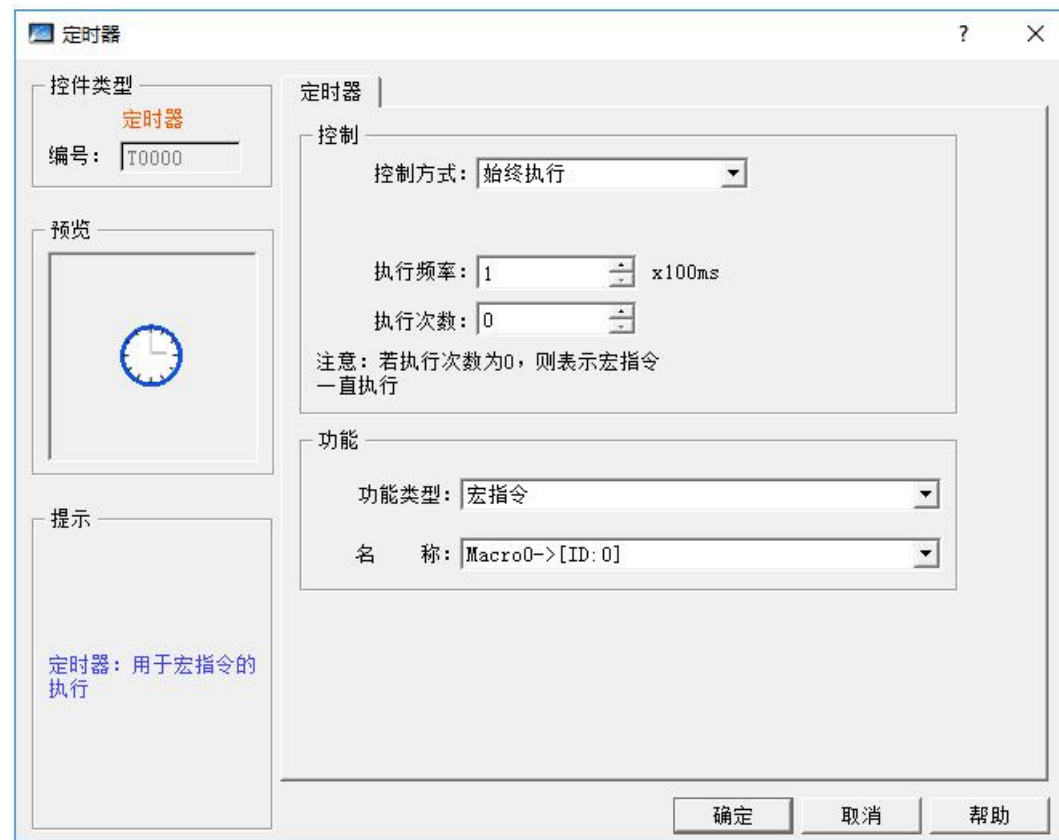 定时器
控件类型
定时器
编号: T0000
预览
提示
定时器: 用于宏指令的
执行
定时器
控制
控制方式: 始终执行
执行频率: 1 x100ms
执行次数: 0
注意: 若执行次数为0, 则表示宏指令
一直执行
功能
功能类型: 宏指令
名 称: Macro0->[ID:0]
确定 取消 帮助